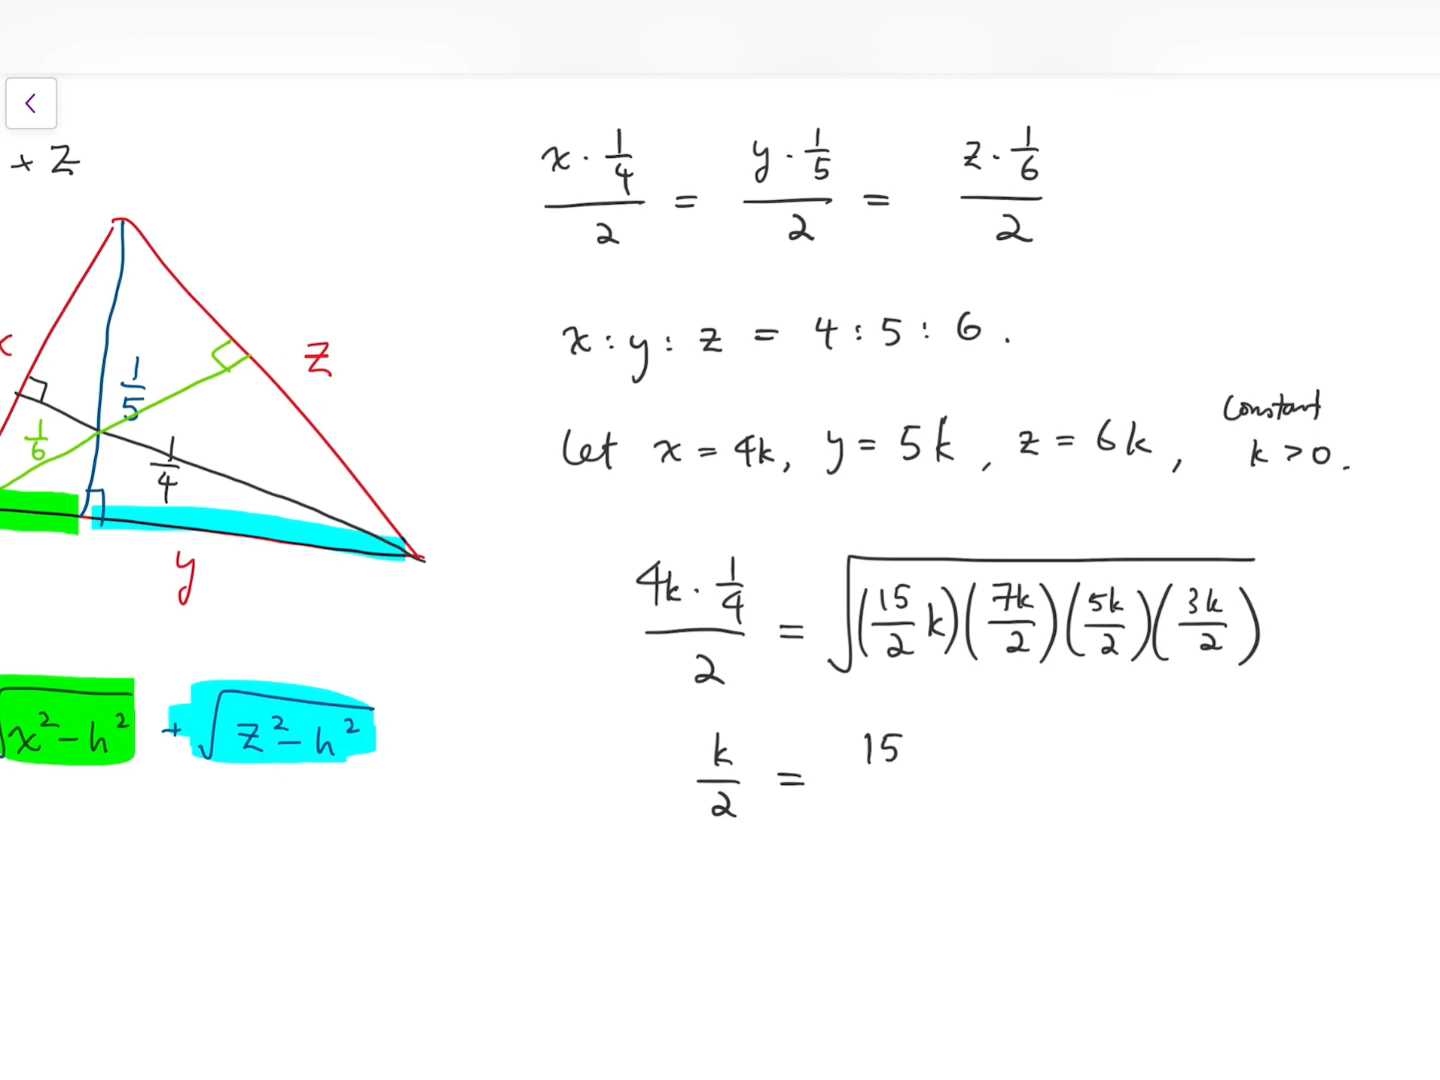 + z
x · 1/4 / 2 = y · 1/5 / 2 = z · 1/6 / 2
x : y : z = 4 : 5 : 6 .
z
1/5
1/6
1/4
y
Let x = 4k, y = 5k, z = 6k, constant k > 0.
4k · 1/4 / 2 = √(15/2 k)(7k/2)(5k/2)(3k/2)
√x² - h² + √z² - h²
k/2 = 15